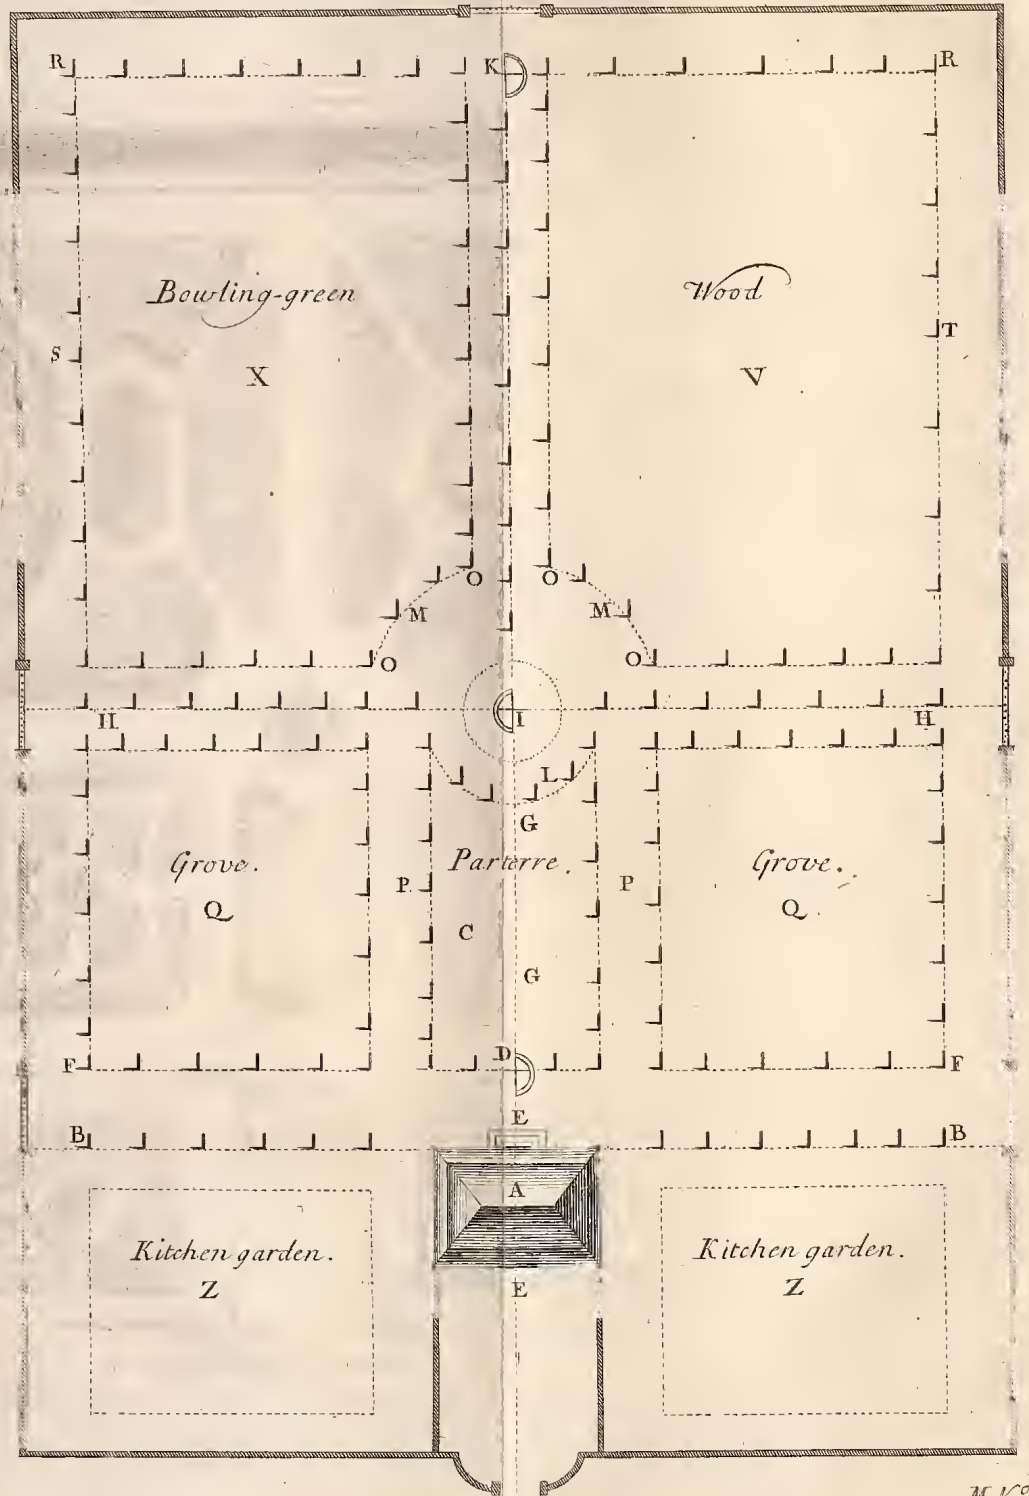 R K R
Bowling-green Wood
S T
X V
O O
M M
O O
I
H H
L
G
Grove. Parterre. Grove.
P. P
Q Q
C
G
D
F F
E
B B
A
Kitchen garden. Kitchen garden.
Z Z
E